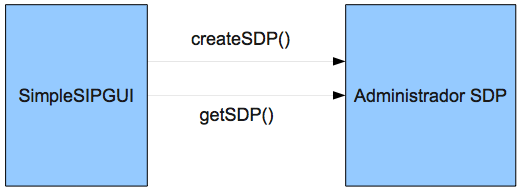 createSDP()
SimpleSIPGUI
Administrador SDP
getSDP()